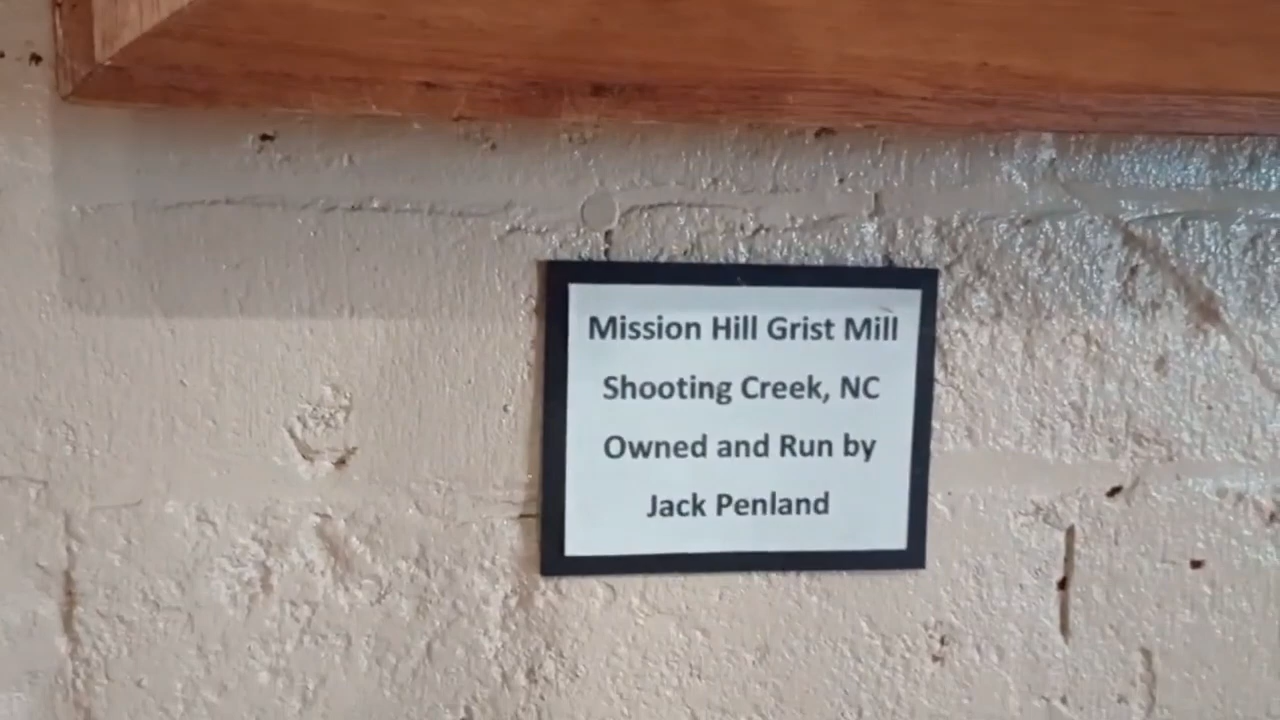 Mission Hill Grist Mill
Shooting Creek, NC
Owned and Run by
Jack Penland